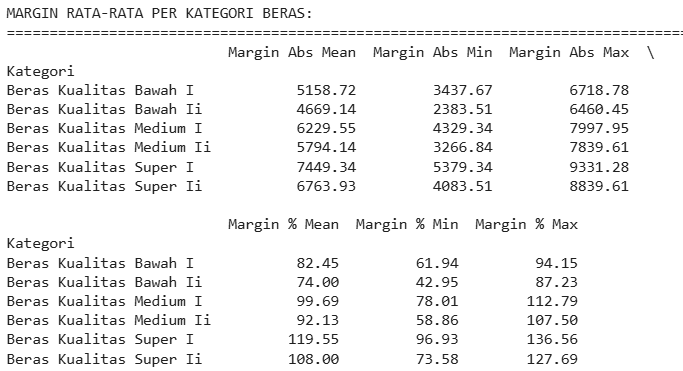 MARGIN RATA-RATA PER KATEGORI BERAS:
================================================================================
Margin Abs Mean  Margin Abs Min  Margin Abs Max  \
Kategori
Beras Kualitas Bawah I           5158.72         3437.67         6718.78
Beras Kualitas Bawah Ii          4669.14         2383.51         6460.45
Beras Kualitas Medium I          6229.55         4329.34         7997.95
Beras Kualitas Medium Ii         5794.14         3266.84         7839.61
Beras Kualitas Super I           7449.34         5379.34         9331.28
Beras Kualitas Super Ii          6763.93         4083.51         8839.61
Margin % Mean  Margin % Min  Margin % Max
Kategori
Beras Kualitas Bawah I           82.45         61.94         94.15
Beras Kualitas Bawah Ii          74.00         42.95         87.23
Beras Kualitas Medium I          99.69         78.01        112.79
Beras Kualitas Medium Ii         92.13         58.86        107.50
Beras Kualitas Super I          119.55         96.93        136.56
Beras Kualitas Super Ii         108.00         73.58        127.69